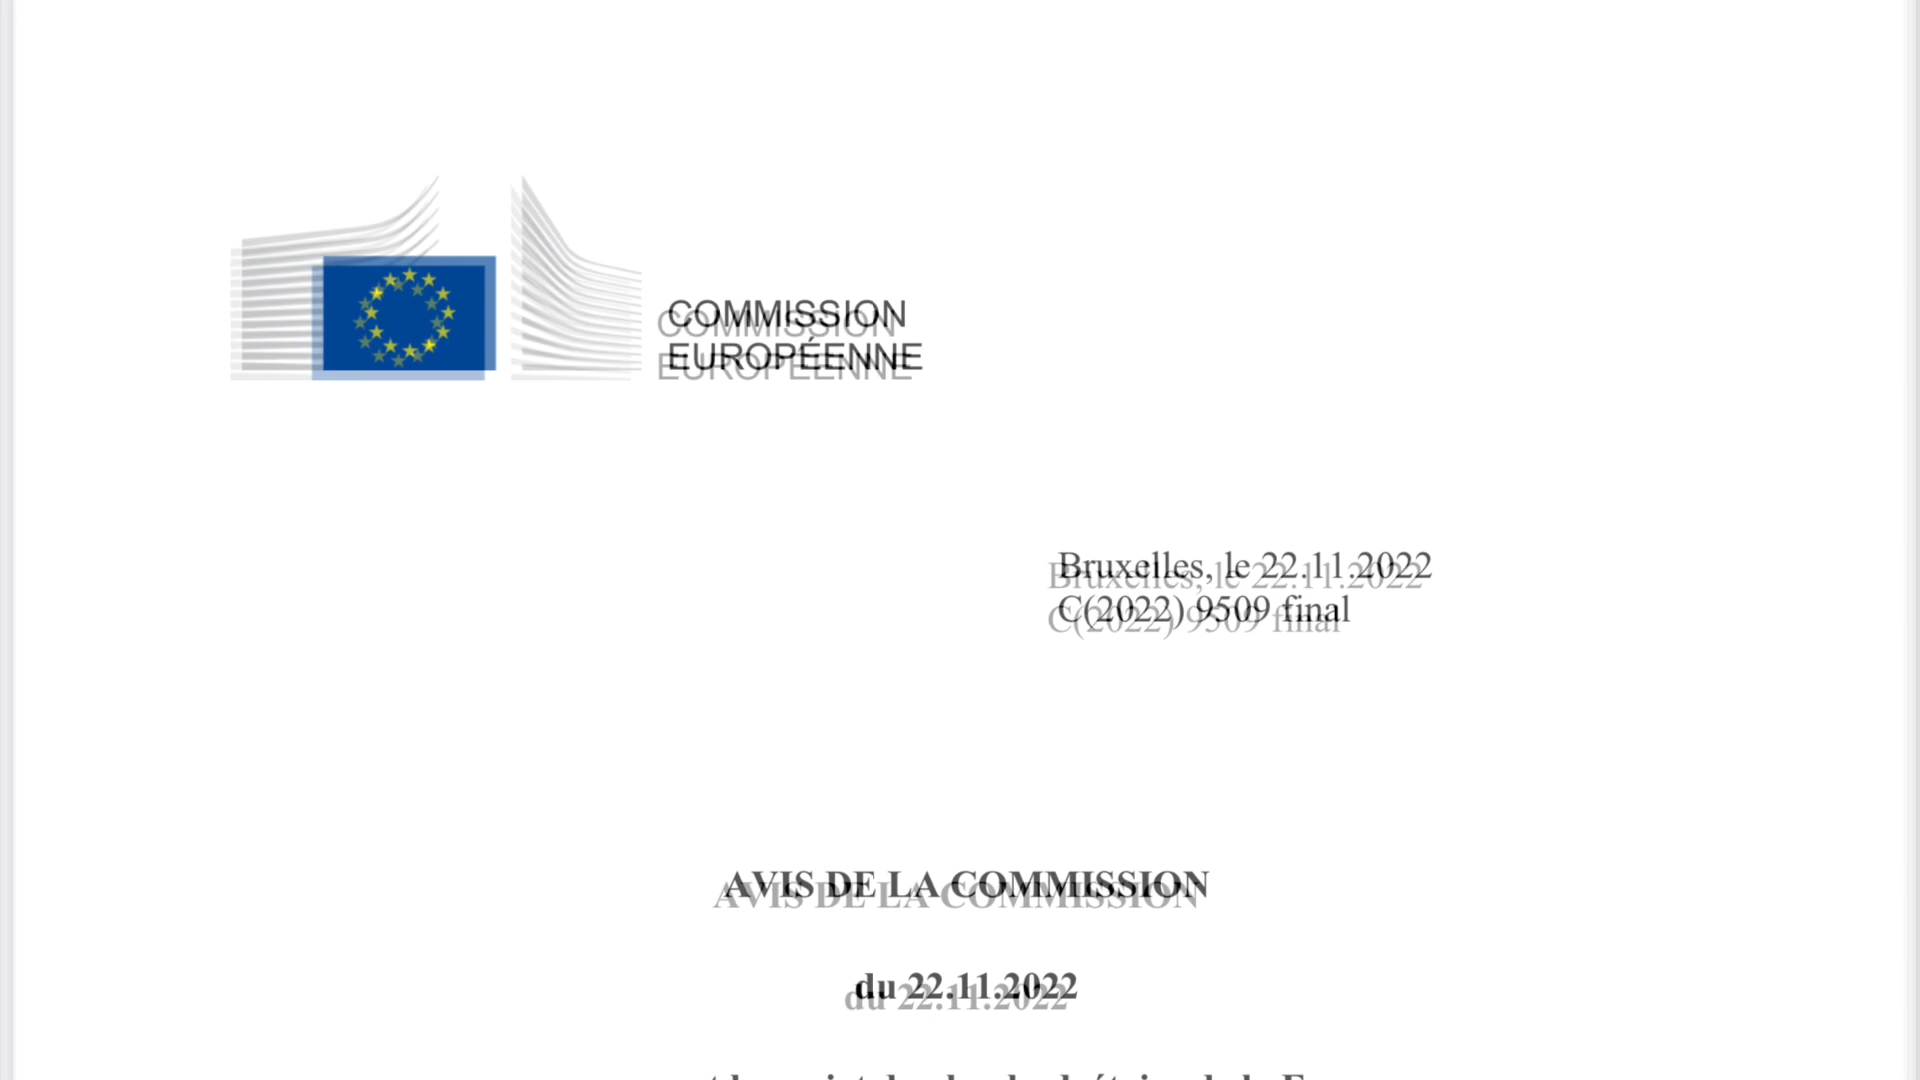 COMMISSION
EUROPÉENNE
Bruxelles, le 22.11.2022
C(2022) 9509 final
AVIS DE LA COMMISSION
du 22.11.2022